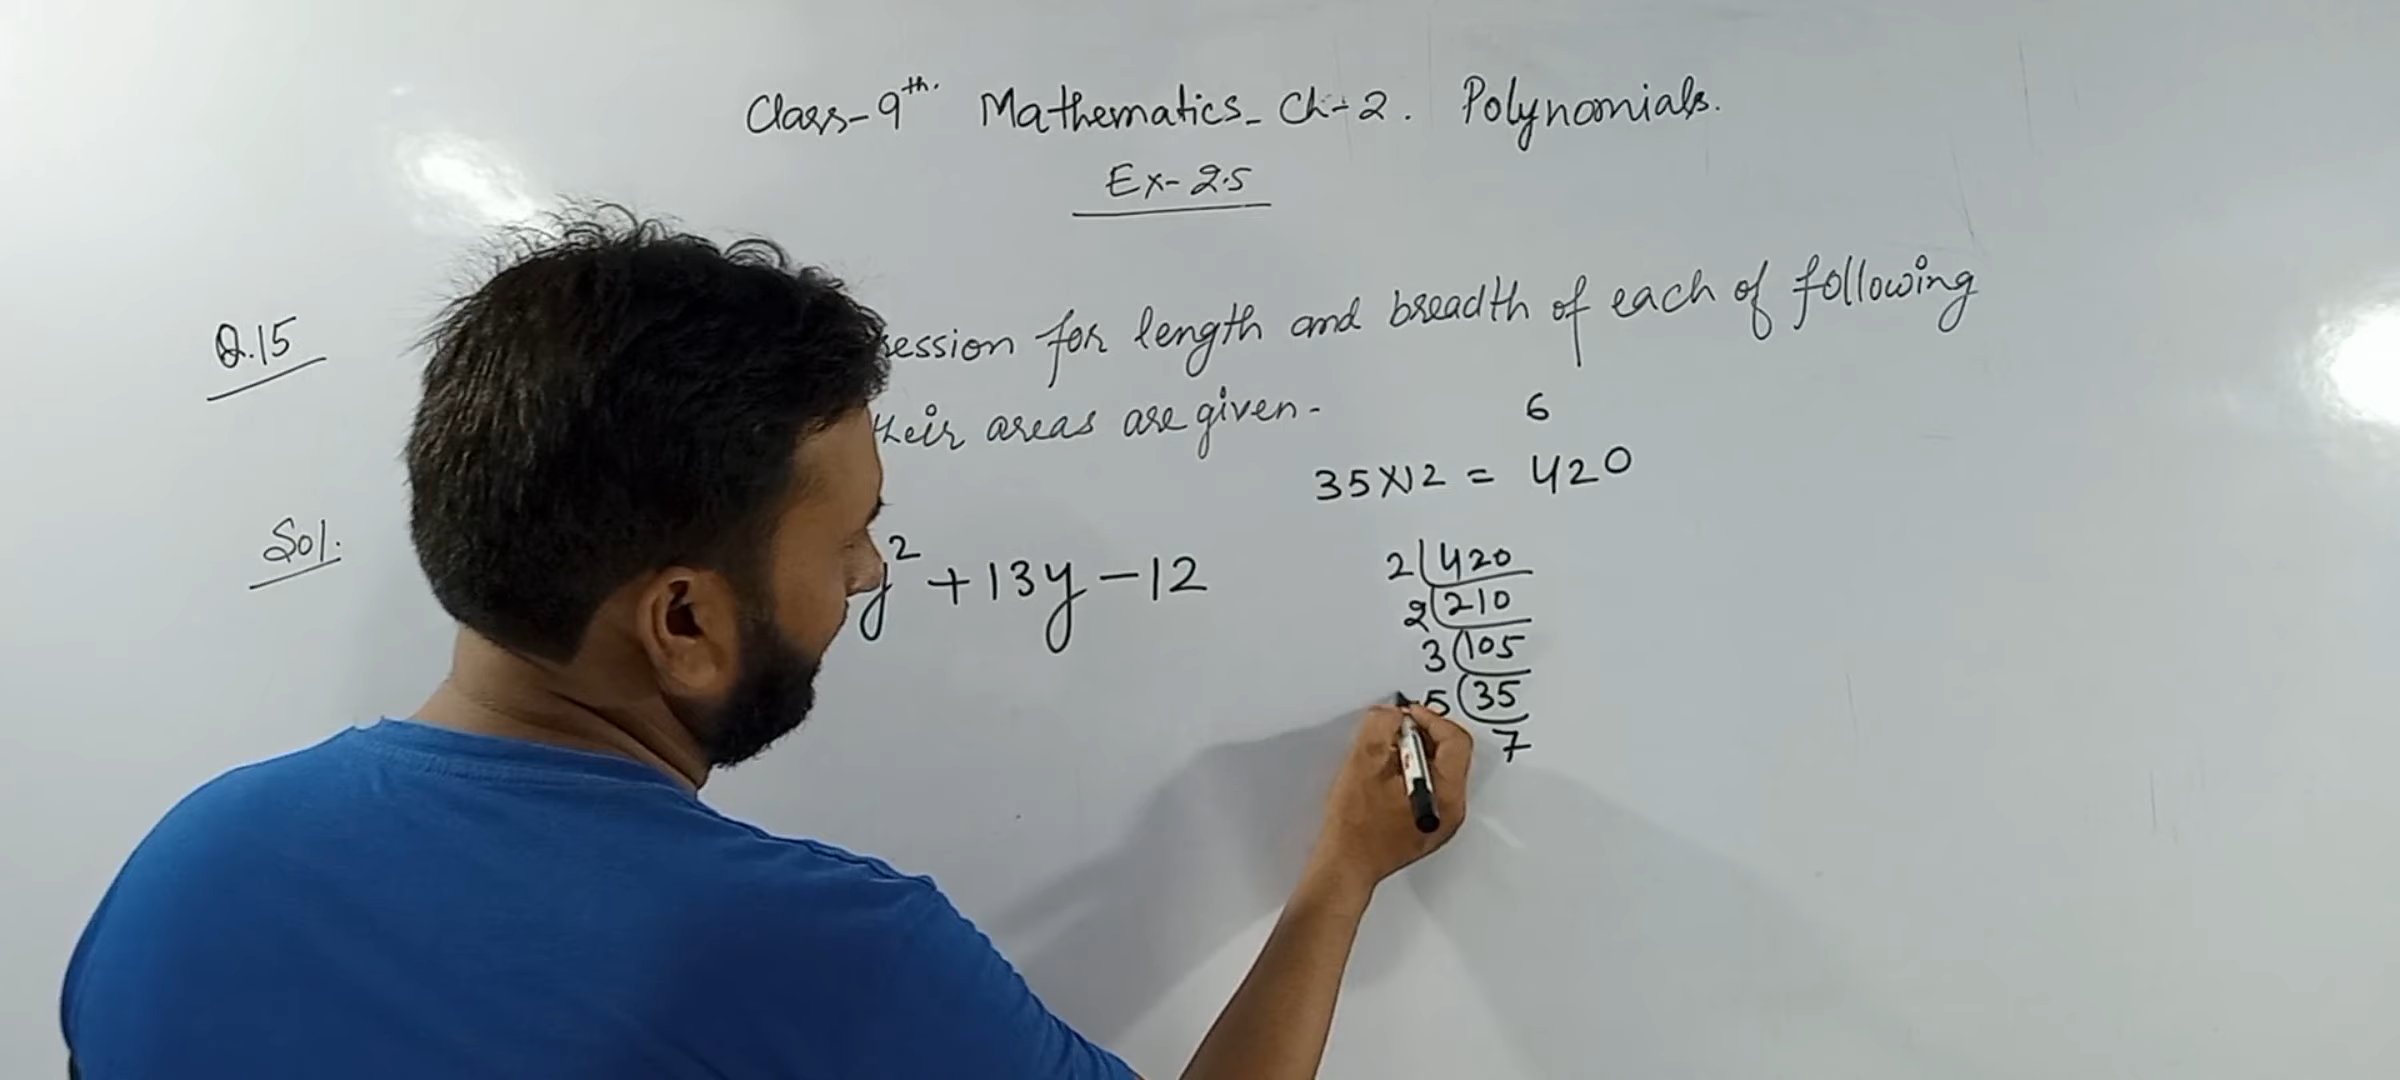 Class-9th. Mathematics- Ch-2. Polynomials.
Ex-2.5
Q.15 ession for length and breadth of each of following
their areas are given-
6
35×12 = 420
Sol. y² + 13y - 12
2 420
2 210
3 105
5 35
7